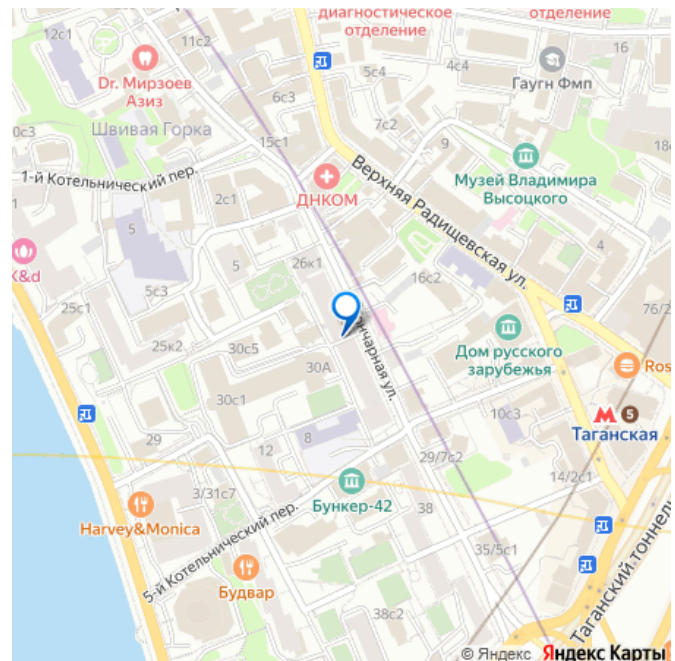 диагностическое
отделение
отделение
12с1
11с2
16
Dr. Мирзоев
Азиз
5с4
4с4
Гаугн Фмп
6с3
7с2
Швивая Горка
15с1
9
1-й Котельнический пер.
2с1
ДНКОМ
Верхняя Радищевская ул.
Музей Владимира
Высоцкого
5
4
K&d
5
26к1
16с2
5с3
25с1
76/2
25к2
30с5
Гончарная ул.
Дом русского
зарубежья
30А
Ros
30с1
10с3
М 5
Таганская
29
12
8
29/7с2
14/2с1
3/31с7
Бункер-42
38
Harvey&Monica
5-й Котельнический пер.
35/5с1
Будвар
38с2
Таганский тоннель
© Яндекс Яндекс Карты